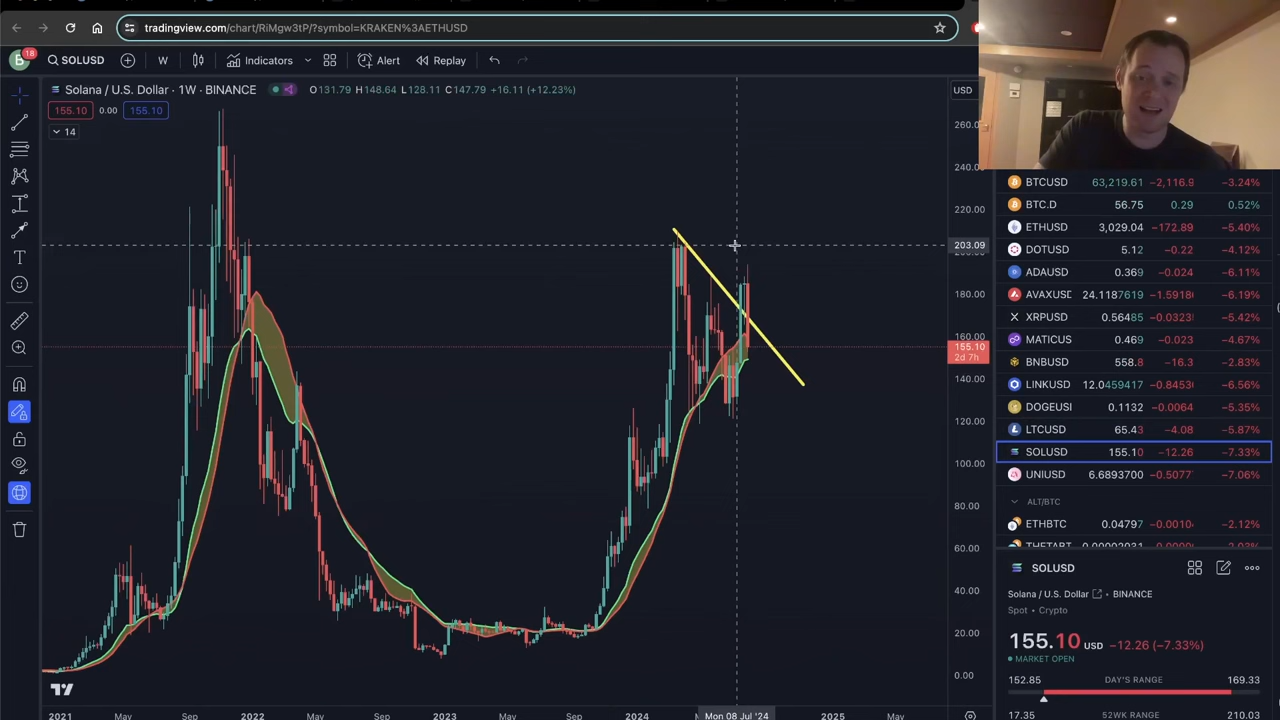 tradingview.com/chart/RiMgw3tP/?symbol=KRAKEN%3AETHUSD
B 18 SOLUSD W Indicators Alert Replay
Solana / U.S. Dollar · 1W · BINANCE O131.79 H148.64 L128.11 C147.79 +16.11 (+12.23%)
155.10 0.00 155.10
14
USD
260.00
240.00
220.00
203.09
200.00
180.00
160.00
155.10
2d 7h
140.00
120.00
100.00
80.00
60.00
40.00
20.00
0.00
2021 May Sep 2022 May Sep 2023 May Sep 2024 Mon 08 Jul '24 2025 May
BTCUSD 63,219.61 −2,116.9 −3.24%
BTC.D 56.75 0.29 0.52%
ETHUSD 3,029.04 −172.89 −5.40%
DOTUSD 5.12 −0.22 −4.12%
ADAUSD 0.369 −0.024 −6.11%
AVAXUSD 24.1187619 −1.5918 −6.19%
XRPUSD 0.56485 −0.0323 −5.42%
MATICUS 0.469 −0.023 −4.67%
BNBUSD 558.8 −16.3 −2.83%
LINKUSD 12.0459417 −0.8453 −6.56%
DOGEUSI 0.1132 −0.0064 −5.35%
LTCUSD 65.43 −4.08 −5.87%
SOLUSD 155.10 −12.26 −7.33%
UNIUSD 6.6893700 −0.5077 −7.06%
ALT/BTC
ETHBTC 0.04797 −0.0010 −2.12%
SOLUSD
Solana / U.S. Dollar · BINANCE
Spot · Crypto
155.10 USD −12.26 (−7.33%)
MARKET OPEN
152.85 DAY'S RANGE 169.33
17.35 52WK RANGE 210.03